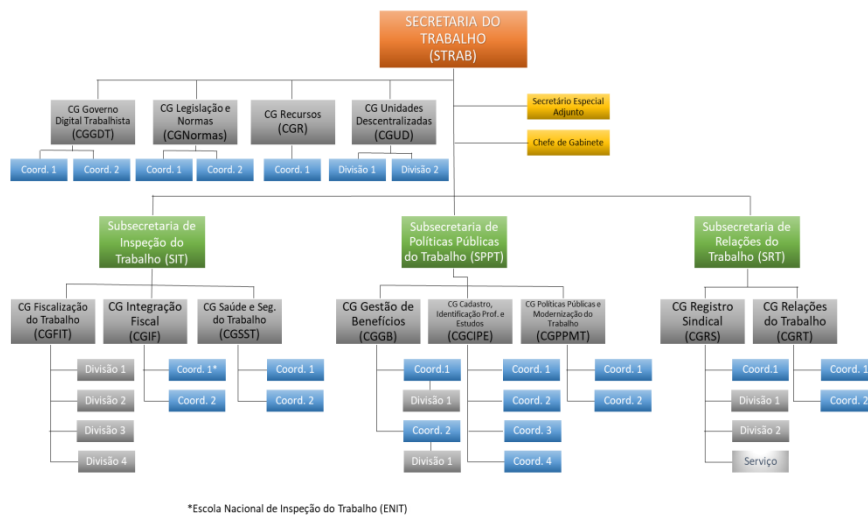 SECRETARIA DO
TRABALHO
(STRAB)
CG Governo
Digital Trabalhista
(CGGDT)
CG Legislação e
Normas
(CGNormas)
CG Recursos
(CGR)
CG Unidades
Descentralizadas
(CGUD)
Secretário Especial
Adjunto
Chefe de Gabinete
Coord. 1
Coord. 2
Coord. 1
Coord. 2
Coord. 1
Divisão 1
Divisão 2
Subsecretaria de
Inspeção do
Trabalho (SIT)
Subsecretaria de
Políticas Públicas
do Trabalho (SPPT)
Subsecretaria de
Relações do
Trabalho (SRT)
CG Fiscalização
do Trabalho
(CGFIT)
CG Integração
Fiscal
(CGIF)
CG Saúde e Seg.
do Trabalho
(CGSST)
CG Gestão de
Benefícios
(CGGB)
CG Cadastro,
Identificação Prof. e
Estudos
(CGCIPE)
CG Políticas Públicas e
Modernização do
Trabalho
(CGPPMT)
CG Registro
Sindical
(CGRS)
CG Relações
do Trabalho
(CGRT)
Divisão 1
Divisão 2
Divisão 3
Divisão 4
Coord. 1*
Coord. 2
Coord. 1
Coord. 2
Coord.1
Divisão 1
Coord. 2
Divisão 1
Coord. 1
Coord. 2
Coord. 3
Coord. 4
Coord. 1
Coord. 2
Coord.1
Divisão 1
Divisão 2
Serviço
Coord. 1
Coord. 2
*Escola Nacional de Inspeção do Trabalho (ENIT)